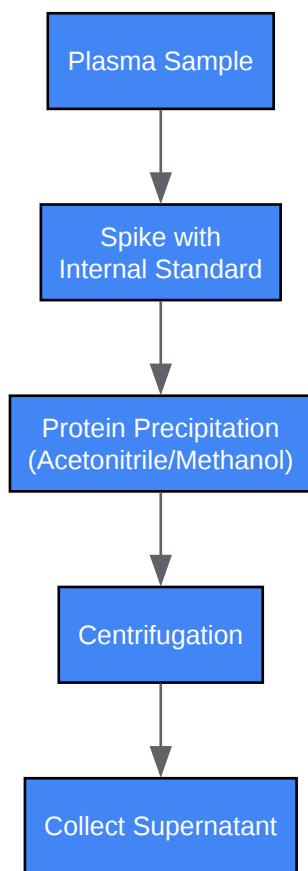 Plasma Sample
Spike with
Internal Standard
Protein Precipitation
(Acetonitrile/Methanol)
Centrifugation
Collect Supernatant